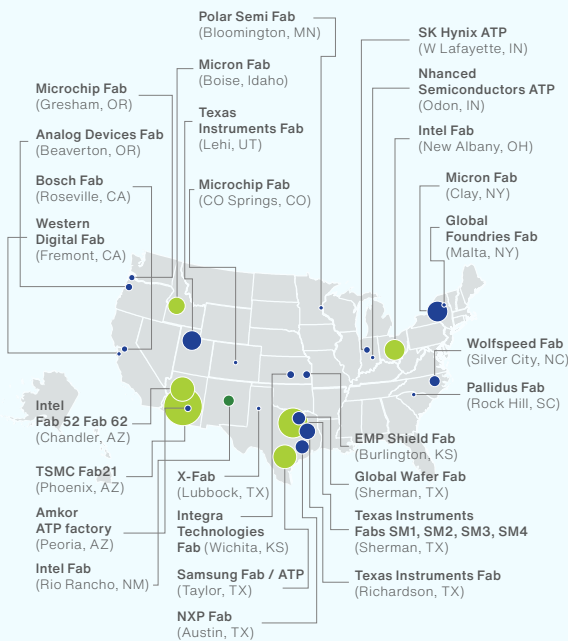 Polar Semi Fab
(Bloomington, MN)
Micron Fab
(Boise, Idaho)
Microchip Fab
(Gresham, OR)
Texas
Instruments Fab
(Lehi, UT)
Analog Devices Fab
(Beaverton, OR)
Bosch Fab
(Roseville, CA)
Microchip Fab
(CO Springs, CO)
Western
Digital Fab
(Fremont, CA)
SK Hynix ATP
(W Lafayette, IN)
Nhanced
Semiconductors ATP
(Odon, IN)
Intel Fab
(New Albany, OH)
Micron Fab
(Clay, NY)
Global
Foundries Fab
(Malta, NY)
Wolfspeed Fab
(Silver City, NC)
Pallidus Fab
(Rock Hill, SC)
Intel
Fab 52 Fab 62
(Chandler, AZ)
TSMC Fab21
(Phoenix, AZ)
Amkor
ATP factory
(Peoria, AZ)
Intel Fab
(Rio Rancho, NM)
X-Fab
(Lubbock, TX)
Integra
Technologies
Fab (Wichita, KS)
Samsung Fab / ATP
(Taylor, TX)
NXP Fab
(Austin, TX)
EMP Shield Fab
(Burlington, KS)
Global Wafer Fab
(Sherman, TX)
Texas Instruments
Fabs SM1, SM2, SM3, SM4
(Sherman, TX)
Texas Instruments Fab
(Richardson, TX)